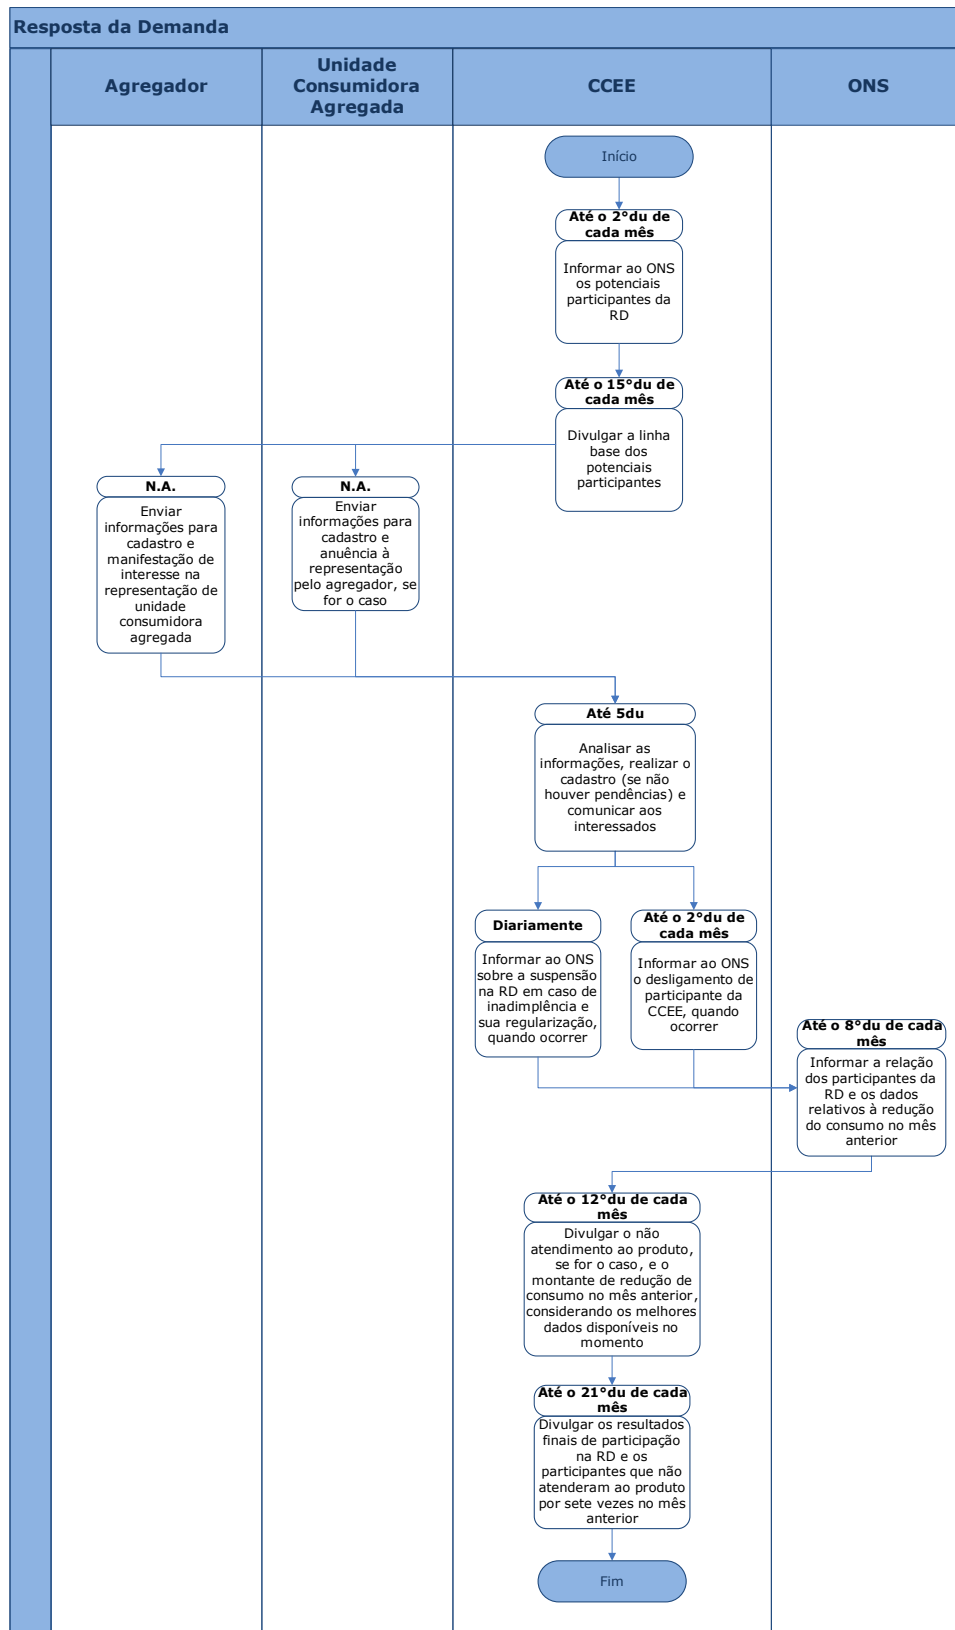 Resposta da Demanda
Agregador
Unidade
Consumidora
Agregada
CCEE
ONS
Início
Até o 2°du de
cada mês
Informar ao ONS
os potenciais
participantes da
RD
Até o 15°du de
cada mês
Divulgar a linha
base dos
potenciais
participantes
N.A.
Enviar
informações para
cadastro e
manifestação de
interesse na
representação de
unidade
consumidora
agregada
N.A.
Enviar
informações para
cadastro e
anuência à
representação
pelo agregador, se
for o caso
Até 5du
Analisar as
informações, realizar o
cadastro (se não
houver pendências) e
comunicar aos
interessados
Diariamente
Informar ao ONS
sobre a suspensão
na RD em caso de
inadimplência e
sua regularização,
quando ocorrer
Até o 2°du de
cada mês
Informar ao ONS
o desligamento de
participante da
CCEE, quando
ocorrer
Até o 8°du de cada
mês
Informar a relação
dos participantes da
RD e os dados
relativos à redução
do consumo no mês
anterior
Até o 12°du de cada
mês
Divulgar o não
atendimento ao produto,
se for o caso, e o
montante de redução de
consumo no mês anterior,
considerando os melhores
dados disponíveis no
momento
Até o 21°du de cada
mês
Divulgar os resultados
finais de participação
na RD e os
participantes que não
atenderam ao produto
por sete vezes no mês
anterior
Fim